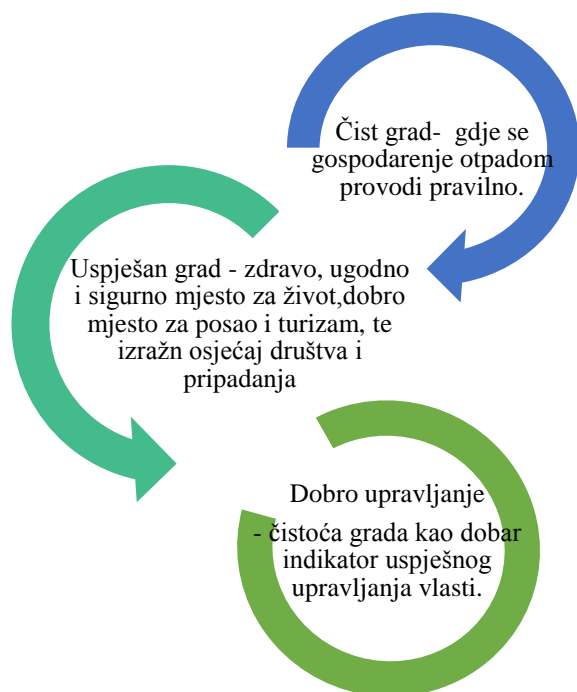 Čist grad- gdje se
gospodarenje otpadom
provodi pravilno.
Uspješan grad - zdravo, ugodno
i sigurno mjesto za život,dobro
mjesto za posao i turizam, te
izražn osjećaj društva i
pripadanja
Dobro upravljanje
- čistoća grada kao dobar
indikator uspješnog
upravljanja vlasti.